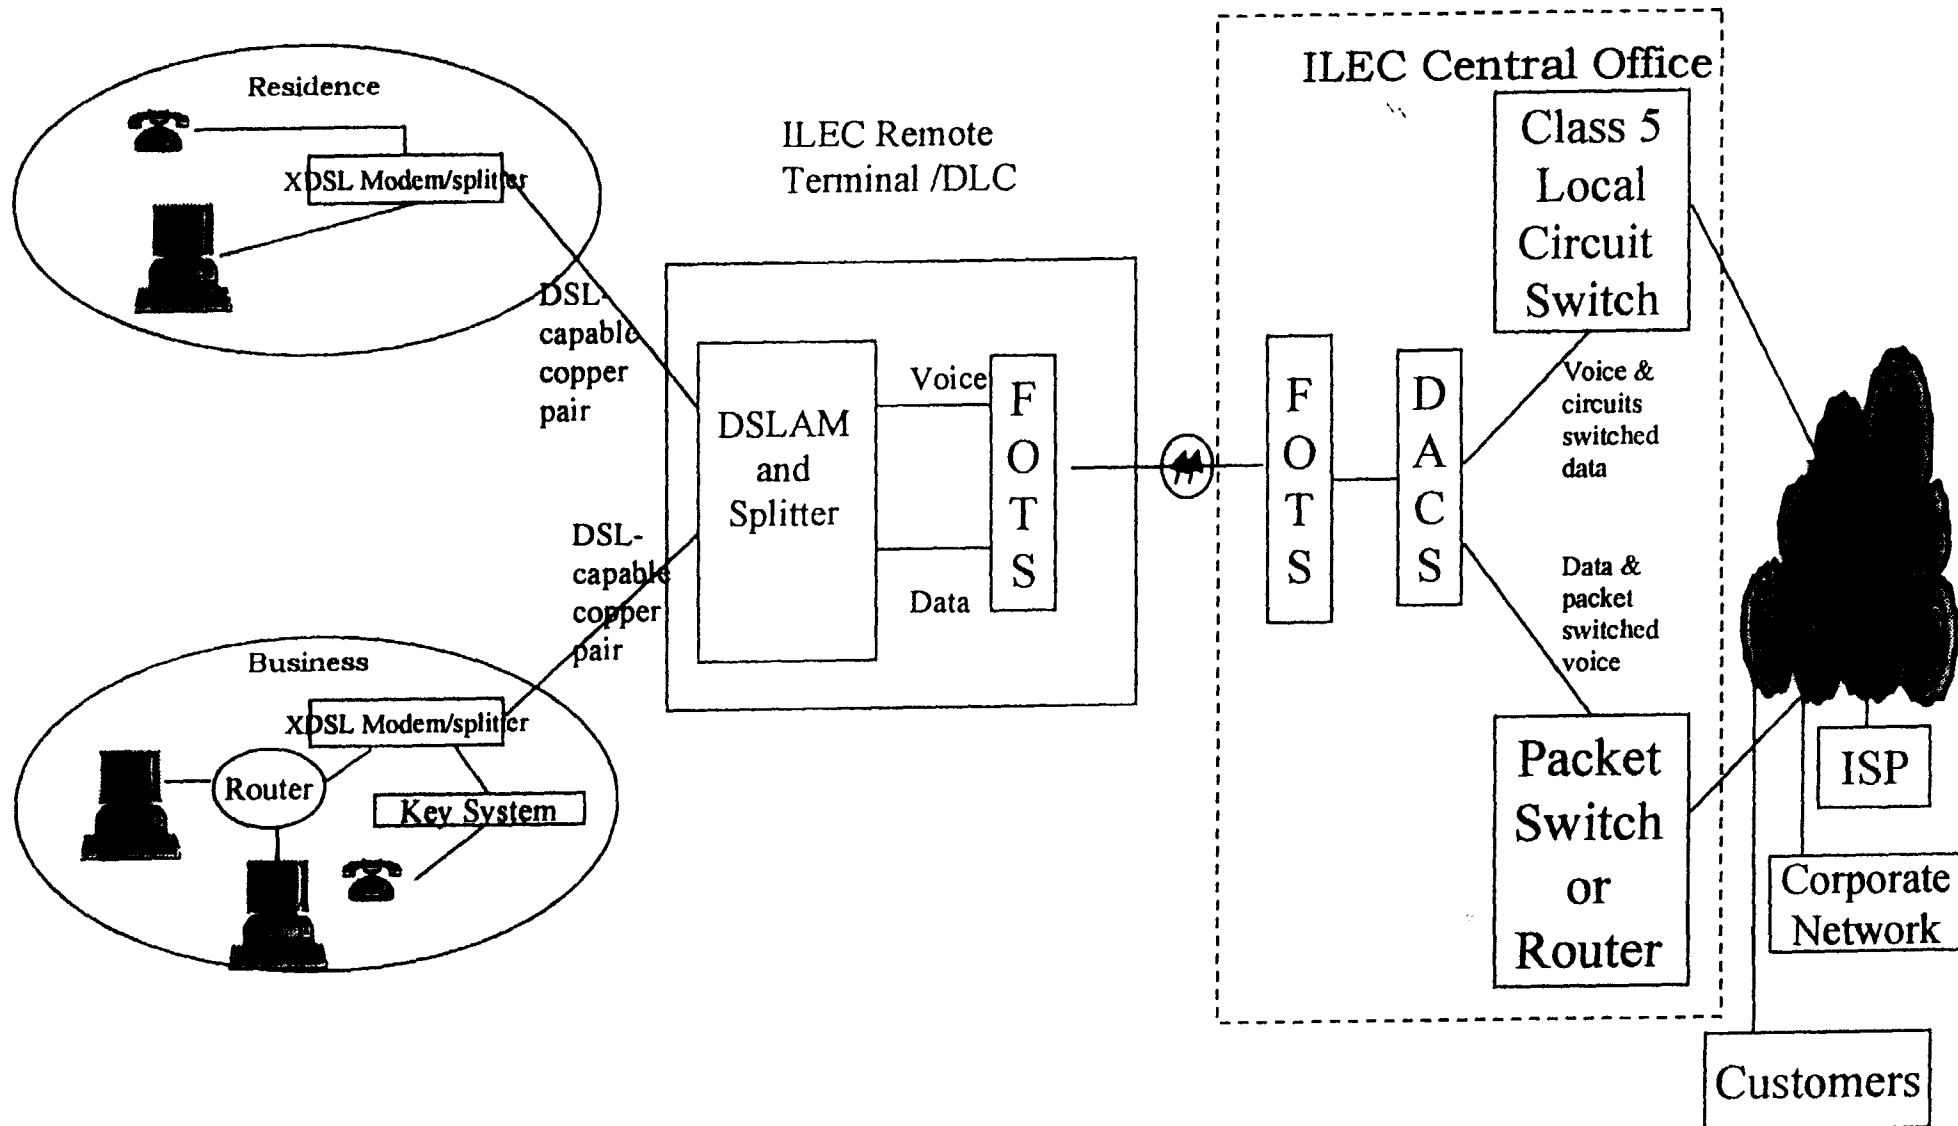 Residence
XDSL Modem/splitter
DSL-
capable
copper
pair
ILEC Remote
Terminal /DLC
DSLAM
and
Splitter
Voice
Data
F
O
T
S
DSL-
capable
copper
pair
Business
XDSL Modem/splitter
Router
Key System
ILEC Central Office
F
O
T
S
D
A
C
S
Class 5
Local
Circuit
Switch
Voice &
circuits
switched
data
Data &
packet
switched
voice
Packet
Switch
or
Router
ISP
Corporate
Network
Customers